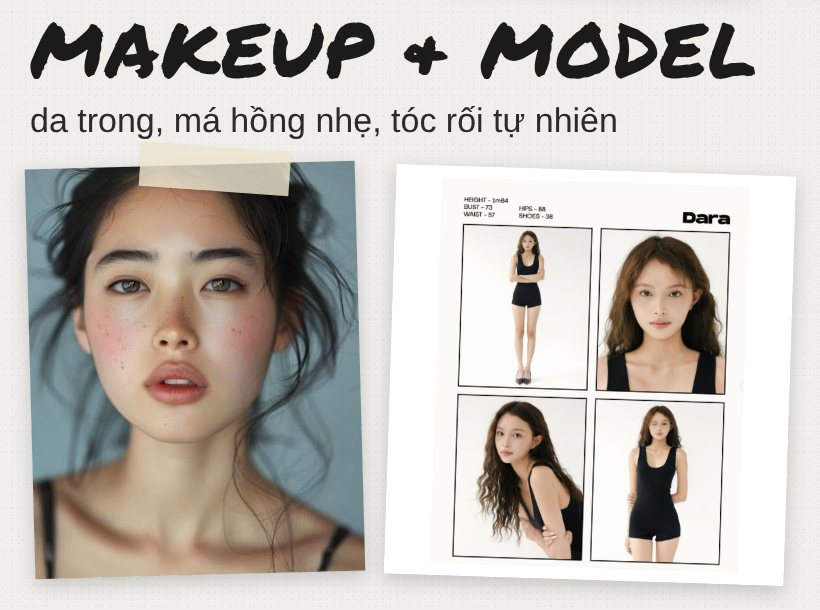 MAKEUP & MODEL
da trong, má hồng nhẹ, tóc rối tự nhiên
HEIGHT - 1m64
BUST - 73
WAIST - 57
HIPS - 88
SHOES - 38
Dara